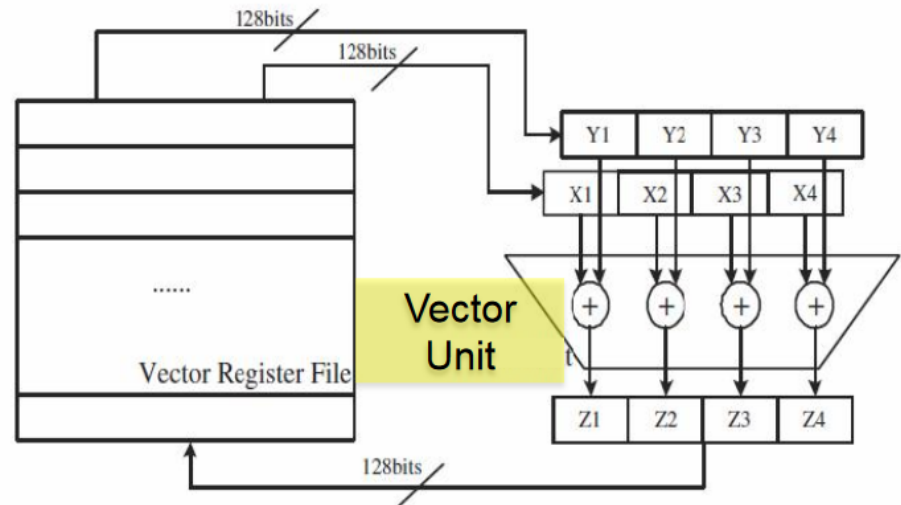 128bits
128bits
Y1 Y2 Y3 Y4
X1 X2 X3 X4
+ + + +
......
Vector
Unit
t
Vector Register File
Z1 Z2 Z3 Z4
128bits